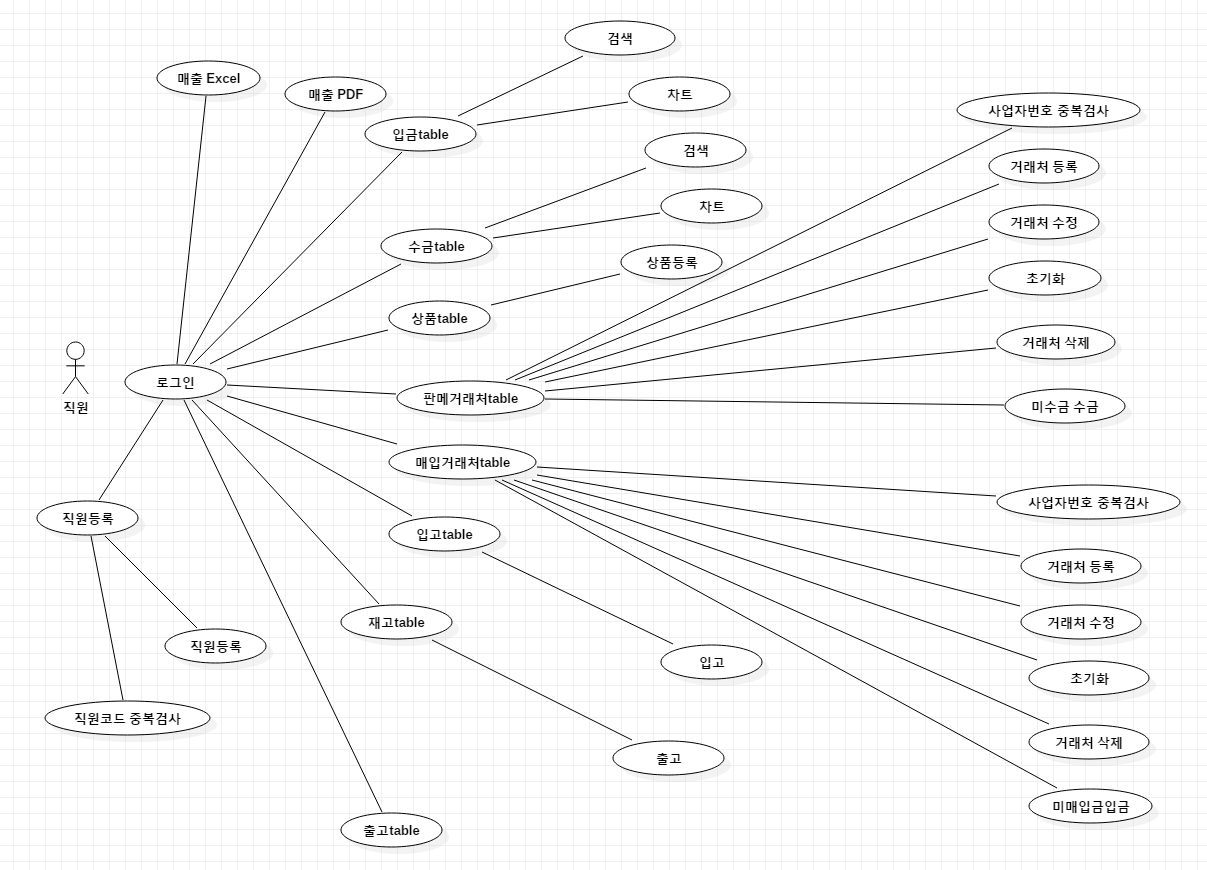 검색
매출 Excel
매출 PDF
차트
사업자번호 중복검사
입금table
검색
거래처 등록
차트
거래처 수정
수금table
상품등록
초기화
상품table
거래처 삭제
로그인
직원
판메거래처table
미수금 수금
매입거래처table
사업자번호 중복검사
직원등록
입고table
거래처 등록
재고table
거래처 수정
직원등록
입고
초기화
직원코드 중복검사
거래처 삭제
출고
미매입금입금
출고table